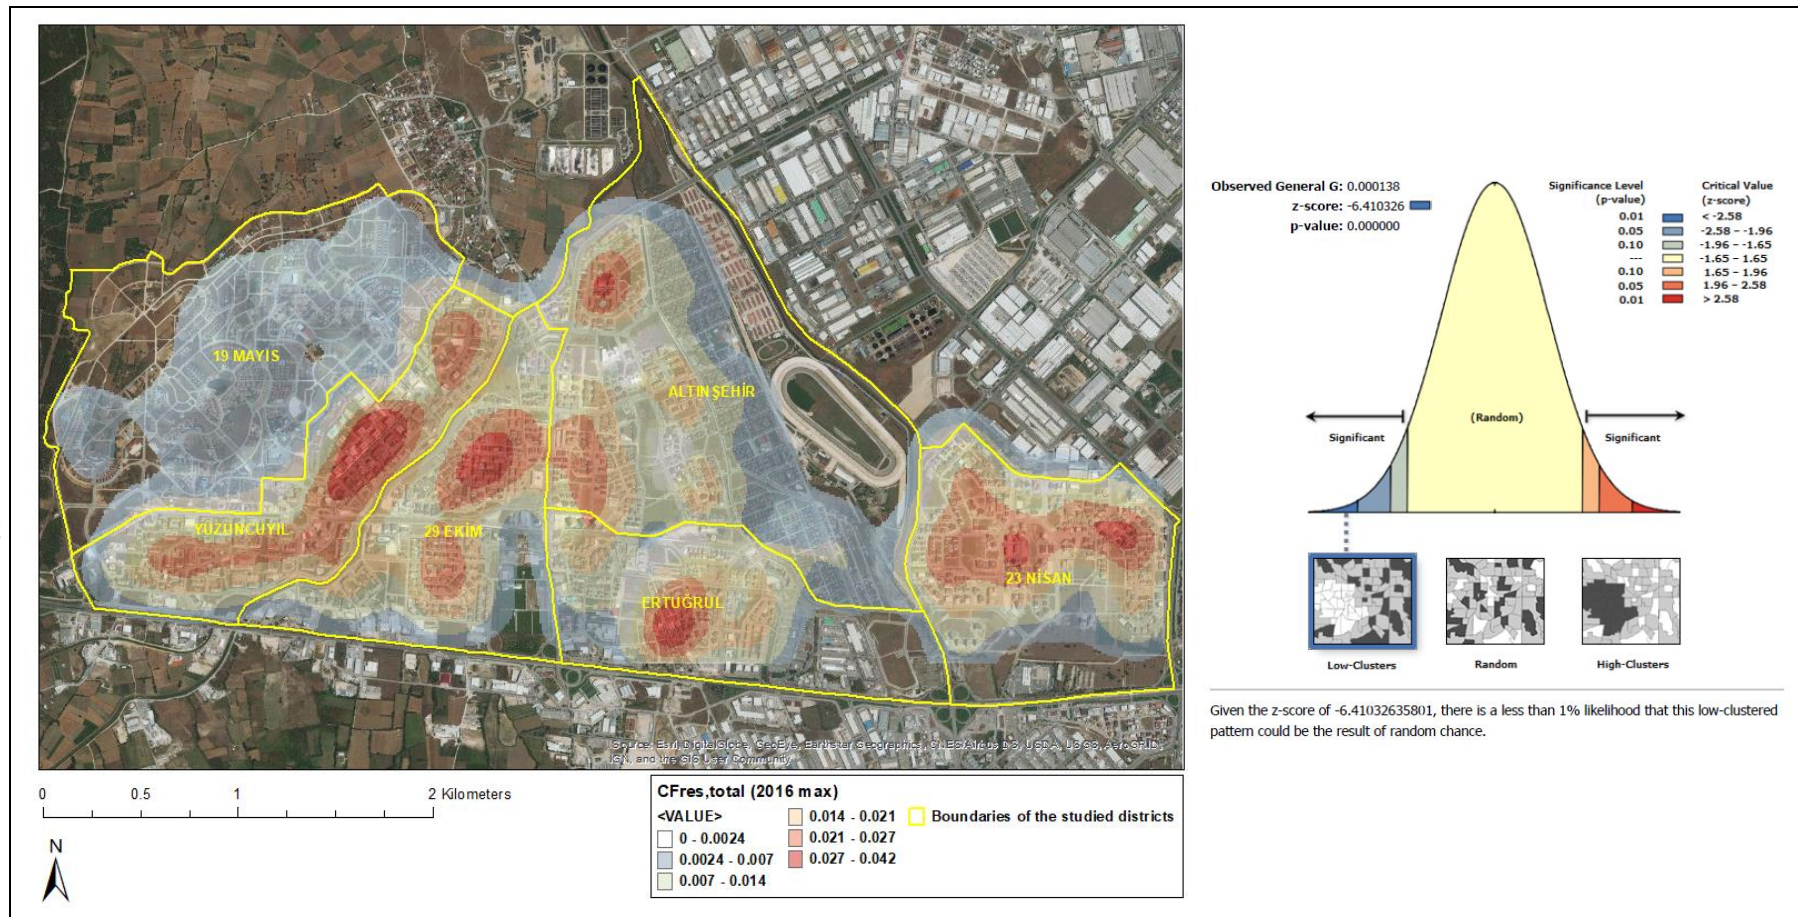 19 MAYIS
ALTINŞEHİR
YÜZÜNCÜYIL
29 EKİM
ERTUĞRUL
23 NİSAN
Source: Esri, DigitalGlobe, GeoEye, Earthstar Geographics, CNES/Airbus DS, USDA, USGS, AeroGRID,
IGN, and the GIS User Community
0 0.5 1 2 Kilometers
N
CFres,total (2016 max)
<VALUE>
0 - 0.0024
0.0024 - 0.007
0.007 - 0.014
0.014 - 0.021
0.021 - 0.027
0.027 - 0.042
Boundaries of the studied districts
Observed General G: 0.000138
z-score: -6.410326
p-value: 0.000000
Significance Level
(p-value)
Critical Value
(z-score)
0.01 < -2.58
0.05 -2.58 - -1.96
0.10 -1.96 - -1.65
--- -1.65 - 1.65
0.10 1.65 - 1.96
0.05 1.96 - 2.58
0.01 > 2.58
(Random)
Significant
Significant
Low-Clusters
Random
High-Clusters
Given the z-score of -6.41032635801, there is a less than 1% likelihood that this low-clustered
pattern could be the result of random chance.